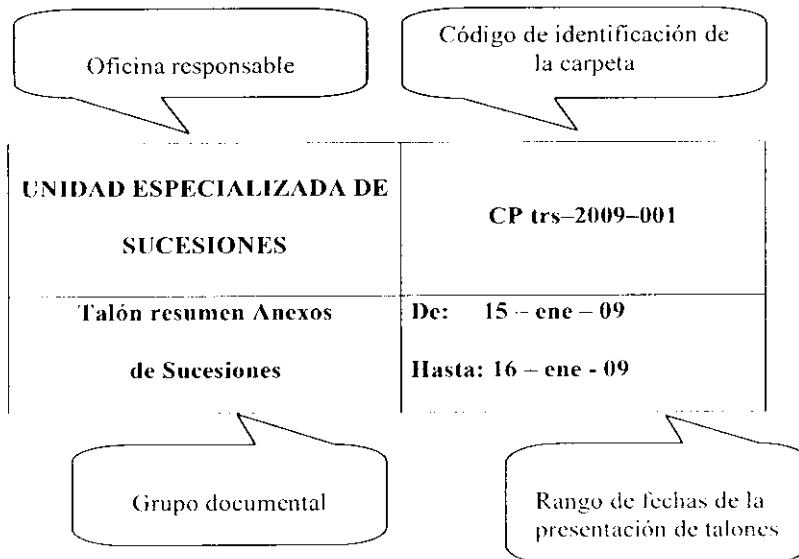 Oficina responsable
Código de identificación de
la carpeta
UNIDAD ESPECIALIZADA DE
SUCESIONES
CP trs–2009–001
Talón resumen Anexos
de Sucesiones
De: 15 – ene – 09
Hasta: 16 – ene - 09
Grupo documental
Rango de fechas de la
presentación de talones